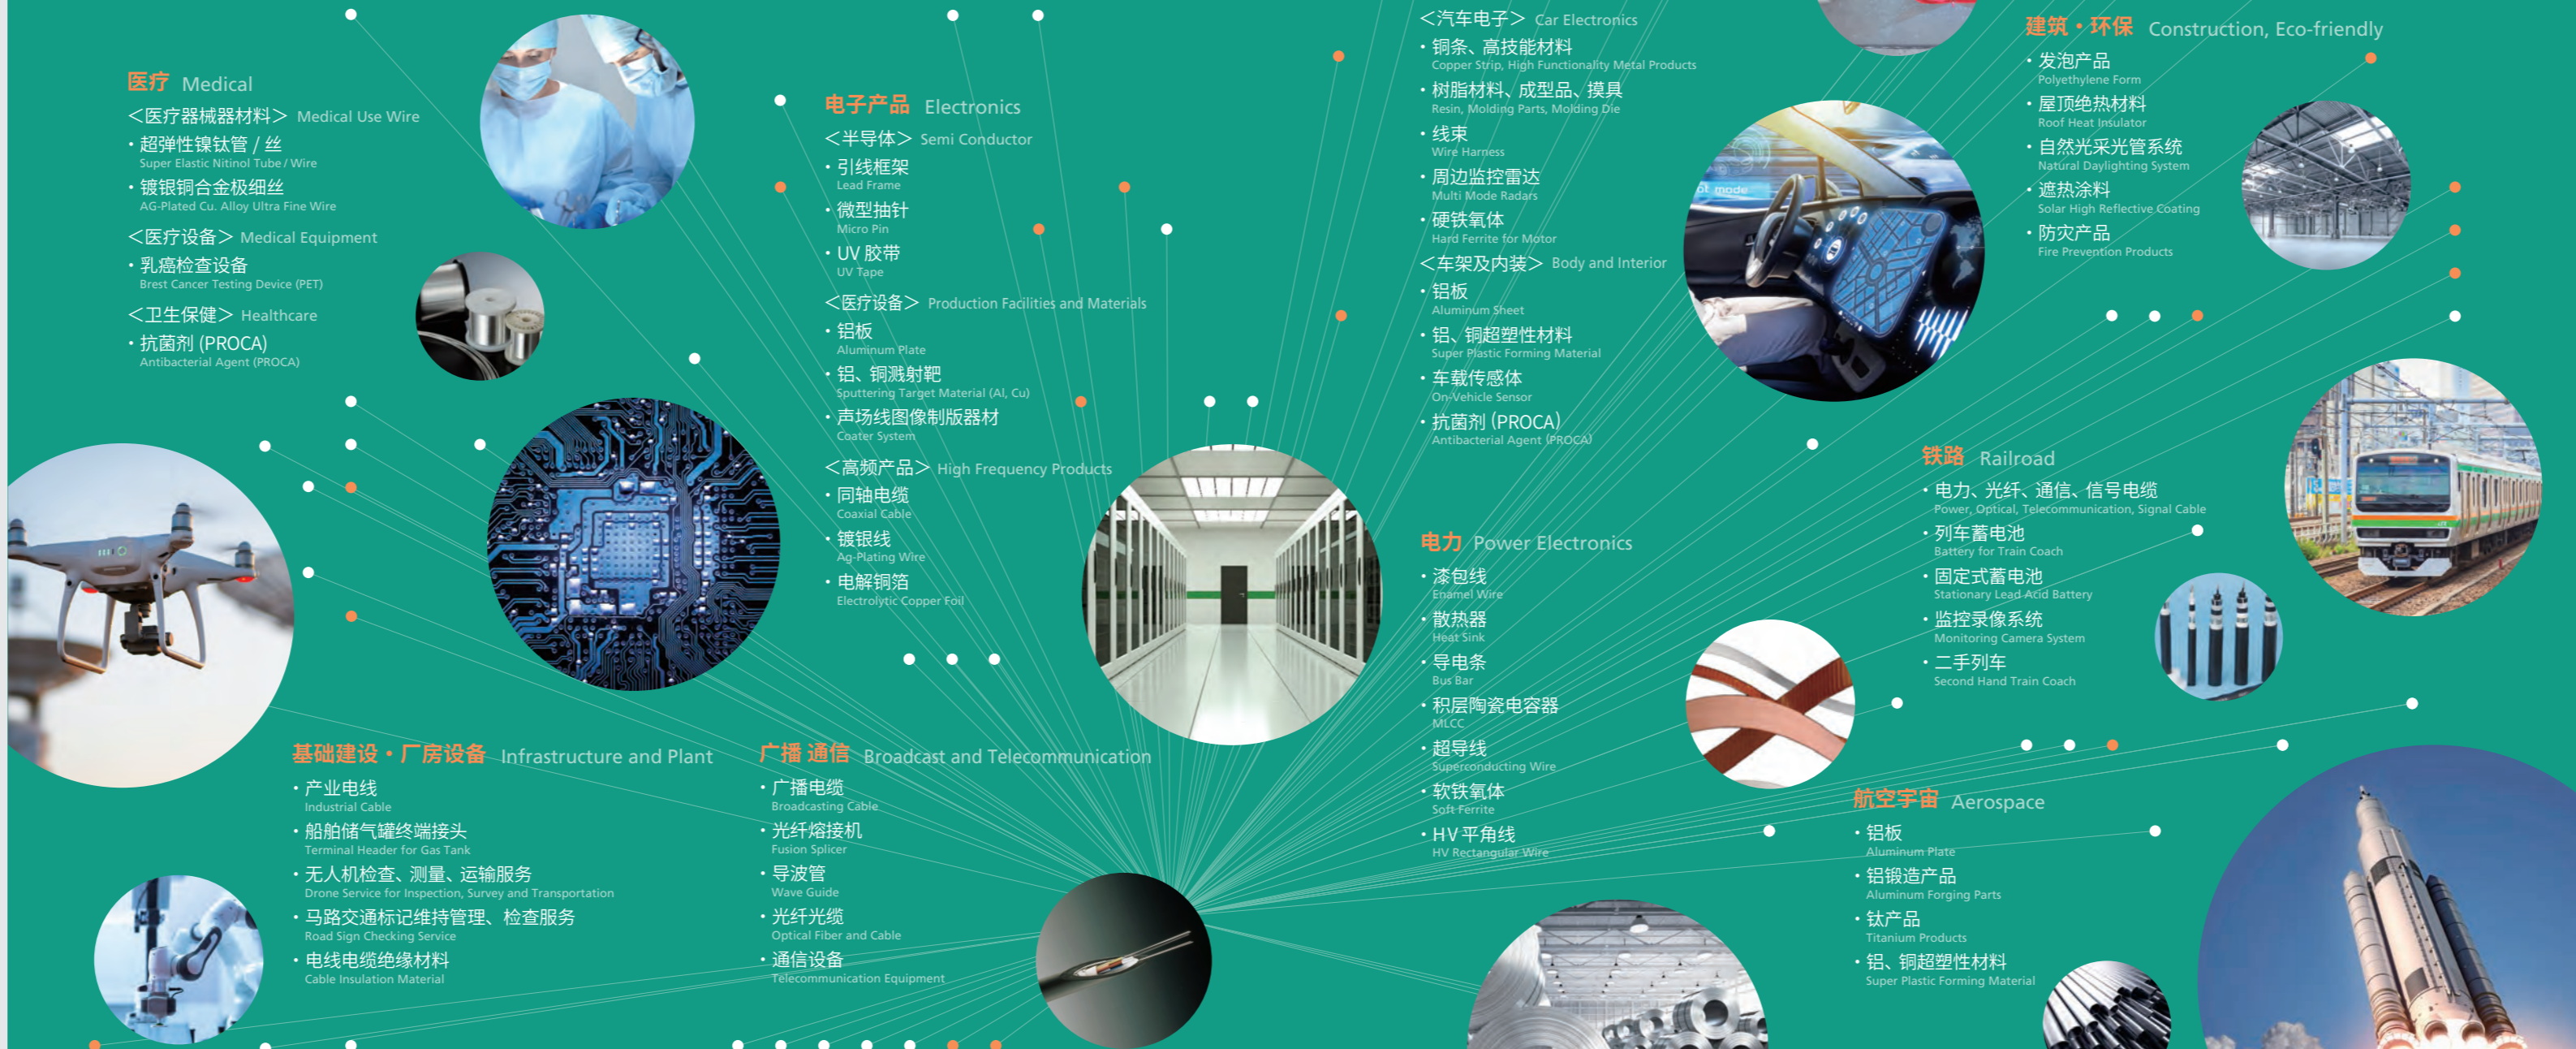 医疗 Medical
＜医疗器械器材料＞ Medical Use Wire
・超弹性镍钛管 / 丝
Super Elastic Nitinol Tube / Wire
・镀银铜合金极细丝
AG-Plated Cu. Alloy Ultra Fine Wire
＜医疗设备＞ Medical Equipment
・乳癌检查设备
Brest Cancer Testing Device (PET)
＜卫生保健＞ Healthcare
・抗菌剂 (PROCA)
Antibacterial Agent (PROCA)
电子产品 Electronics
＜半导体＞ Semi Conductor
・引线框架
Lead Frame
・微型抽针
Micro Pin
・UV 胶带
UV Tape
＜医疗设备＞ Production Facilities and Materials
・铝板
Aluminum Plate
・铝、铜溅射靶
Sputtering Target Material (Al, Cu)
・声场线图像制版器材
Coater System
＜高频产品＞ High Frequency Products
・同轴电缆
Coaxial Cable
・镀银线
Ag-Plating Wire
・电解铜箔
Electrolytic Copper Foil
＜汽车电子＞ Car Electronics
・铜条、高技能材料
Copper Strip, High Functionality Metal Products
・树脂材料、成型品、摸具
Resin, Molding Parts, Molding Die
・线束
Wire Harness
・周边监控雷达
Multi Mode Radars
・硬铁氧体
Hard Ferrite for Motor
＜车架及内装＞ Body and Interior
・铝板
Aluminum Sheet
・铝、铜超塑性材料
Super Plastic Forming Material
・车载传感体
On-Vehicle Sensor
・抗菌剂 (PROCA)
Antibacterial Agent (PROCA)
ot mode
建筑・环保 Construction, Eco-friendly
・发泡产品
Polyethylene Form
・屋顶绝热材料
Roof Heat Insulator
・自然光采光管系统
Natural Daylighting System
・遮热涂料
Solar High Reflective Coating
・防灾产品
Fire Prevention Products
铁路 Railroad
・电力、光纤、通信、信号电缆
Power, Optical, Telecommunication, Signal Cable
・列车蓄电池
Battery for Train Coach
・固定式蓄电池
Stationary Lead Acid Battery
・监控录像系统
Monitoring Camera System
・二手列车
Second Hand Train Coach
电力 Power Electronics
・漆包线
Enamel Wire
・散热器
Heat Sink
・导电条
Bus Bar
・积层陶瓷电容器
MLCC
・超导线
Superconducting Wire
・软铁氧体
Soft Ferrite
・HV 平角线
HV Rectangular Wire
基础建设・厂房设备 Infrastructure and Plant
・产业电线
Industrial Cable
・船舶储气罐终端接头
Terminal Header for Gas Tank
・无人机检查、测量、运输服务
Drone Service for Inspection, Survey and Transportation
・马路交通标记维持管理、检查服务
Road Sign Checking Service
・电线电缆绝缘材料
Cable Insulation Material
广播 通信 Broadcast and Telecommunication
・广播电缆
Broadcasting Cable
・光纤熔接机
Fusion Splicer
・导波管
Wave Guide
・光纤光缆
Optical Fiber and Cable
・通信设备
Telecommunication Equipment
航空宇宙 Aerospace
・铝板
Aluminum Plate
・铝锻造产品
Aluminum Forging Parts
・钛产品
Titanium Products
・铝、铜超塑性材料
Super Plastic Forming Material